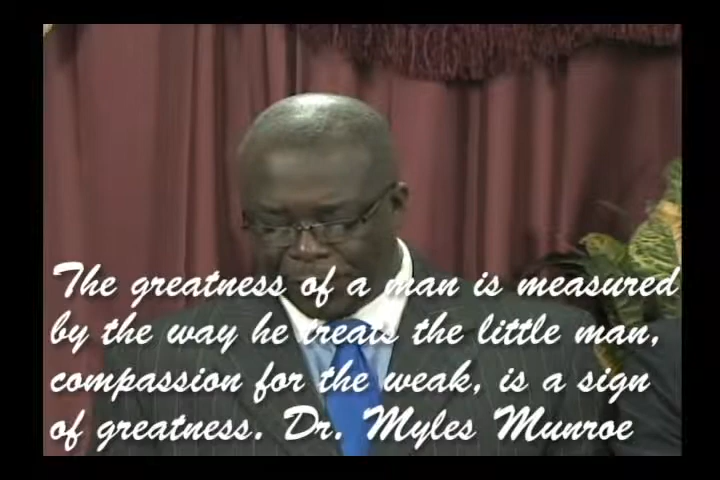 The greatness of a man is measured
by the way he treats the little man,
compassion for the weak, is a sign
of greatness. Dr. Myles Munroe